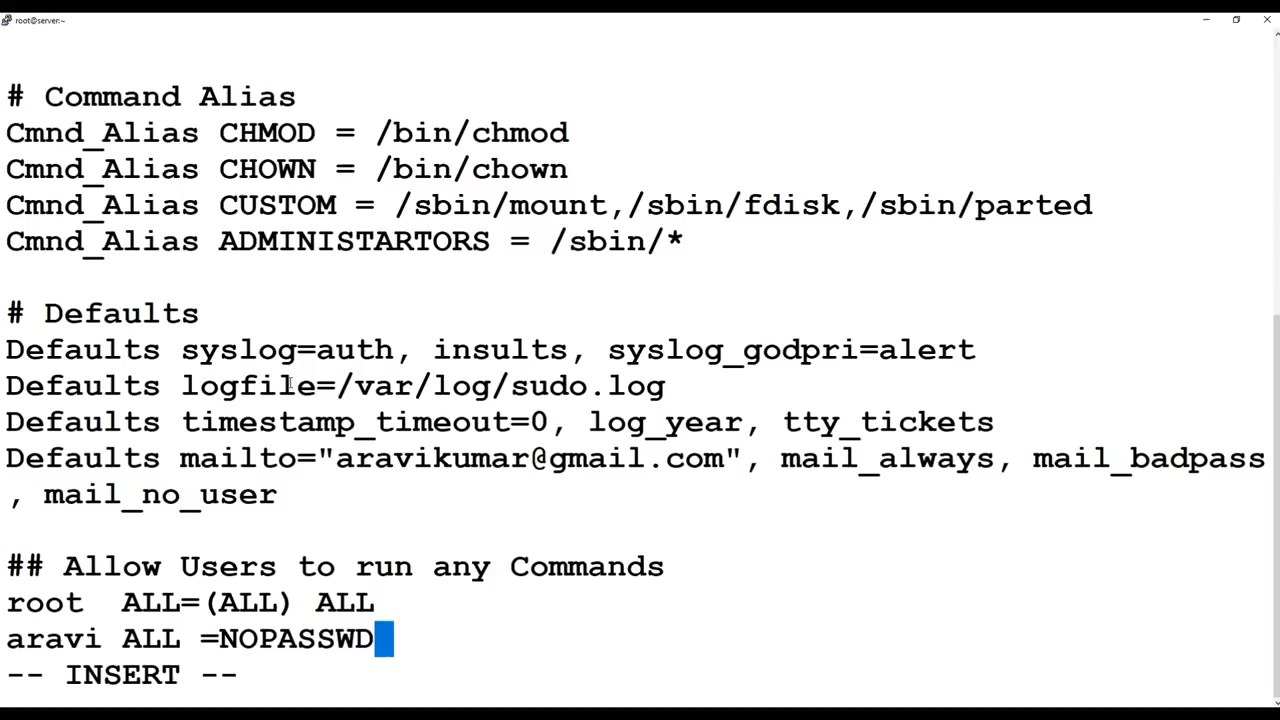 root@server:~
# Command Alias
Cmnd_Alias CHMOD = /bin/chmod
Cmnd_Alias CHOWN = /bin/chown
Cmnd_Alias CUSTOM = /sbin/mount,/sbin/fdisk,/sbin/parted
Cmnd_Alias ADMINISTARTORS = /sbin/*
# Defaults
Defaults syslog=auth, insults, syslog_godpri=alert
Defaults logfile=/var/log/sudo.log
Defaults timestamp_timeout=0, log_year, tty_tickets
Defaults mailto="aravikumar@gmail.com", mail_always, mail_badpass
, mail_no_user
## Allow Users to run any Commands
root  ALL=(ALL) ALL
aravi ALL =NOPASSWD
-- INSERT --